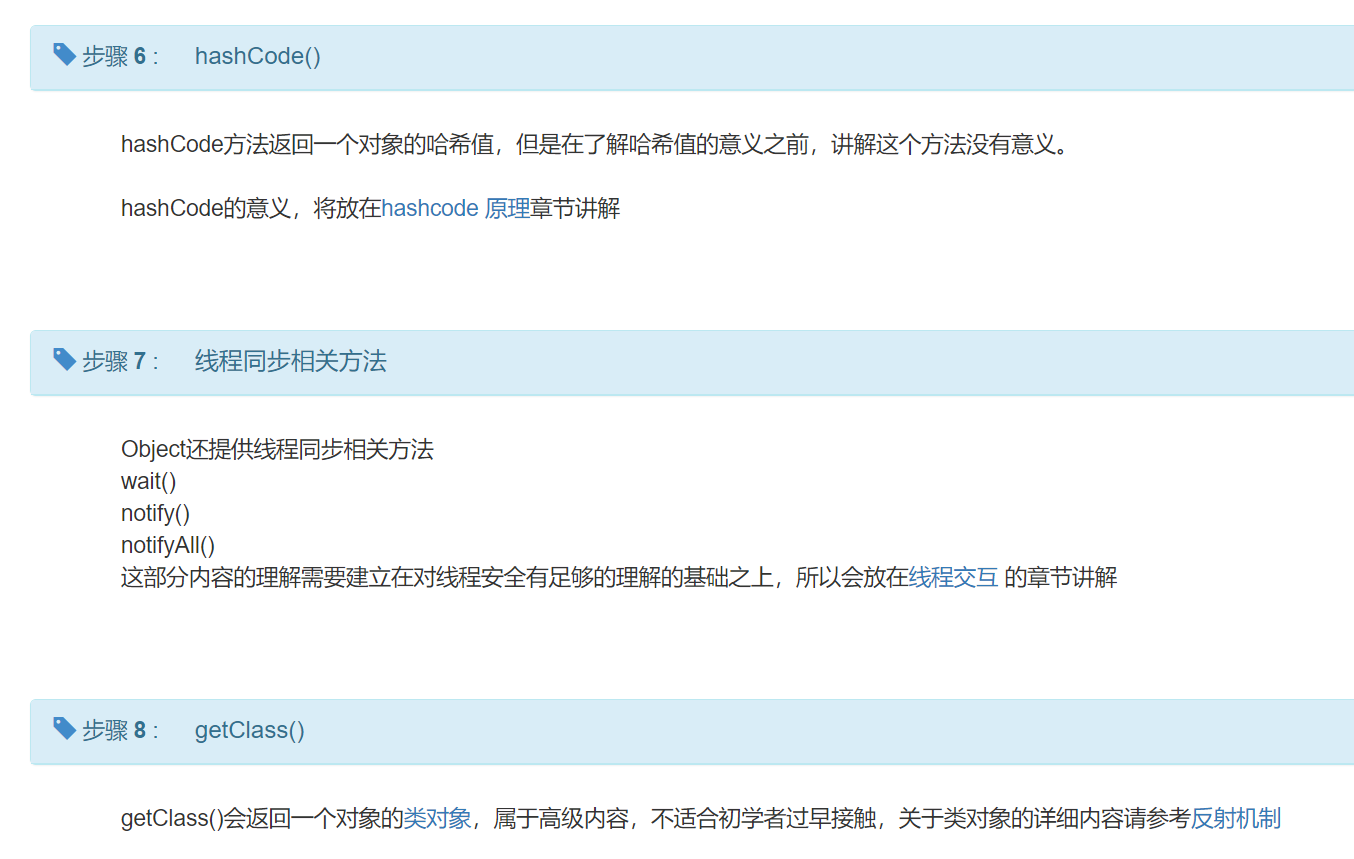 步骤 6 : hashCode()
hashCode方法返回一个对象的哈希值，但是在了解哈希值的意义之前，讲解这个方法没有意义。
hashCode的意义，将放在hashcode 原理章节讲解
步骤 7 : 线程同步相关方法
Object还提供线程同步相关方法
wait()
notify()
notifyAll()
这部分内容的理解需要建立在对线程安全有足够的理解的基础之上，所以会放在线程交互 的章节讲解
步骤 8 : getClass()
getClass()会返回一个对象的类对象，属于高级内容，不适合初学者过早接触，关于类对象的详细内容请参考反射机制